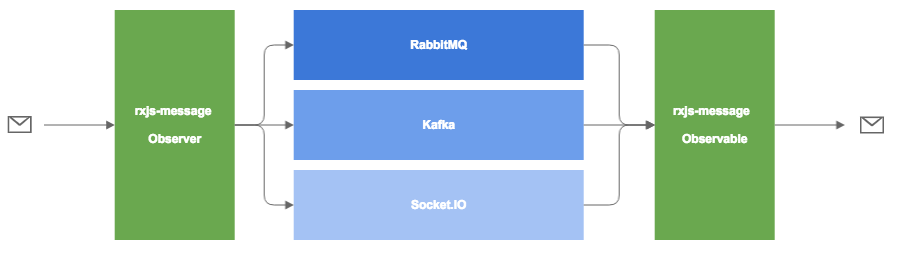 rxjs-message
Observer
RabbitMQ
Kafka
Socket.IO
rxjs-message
Observable